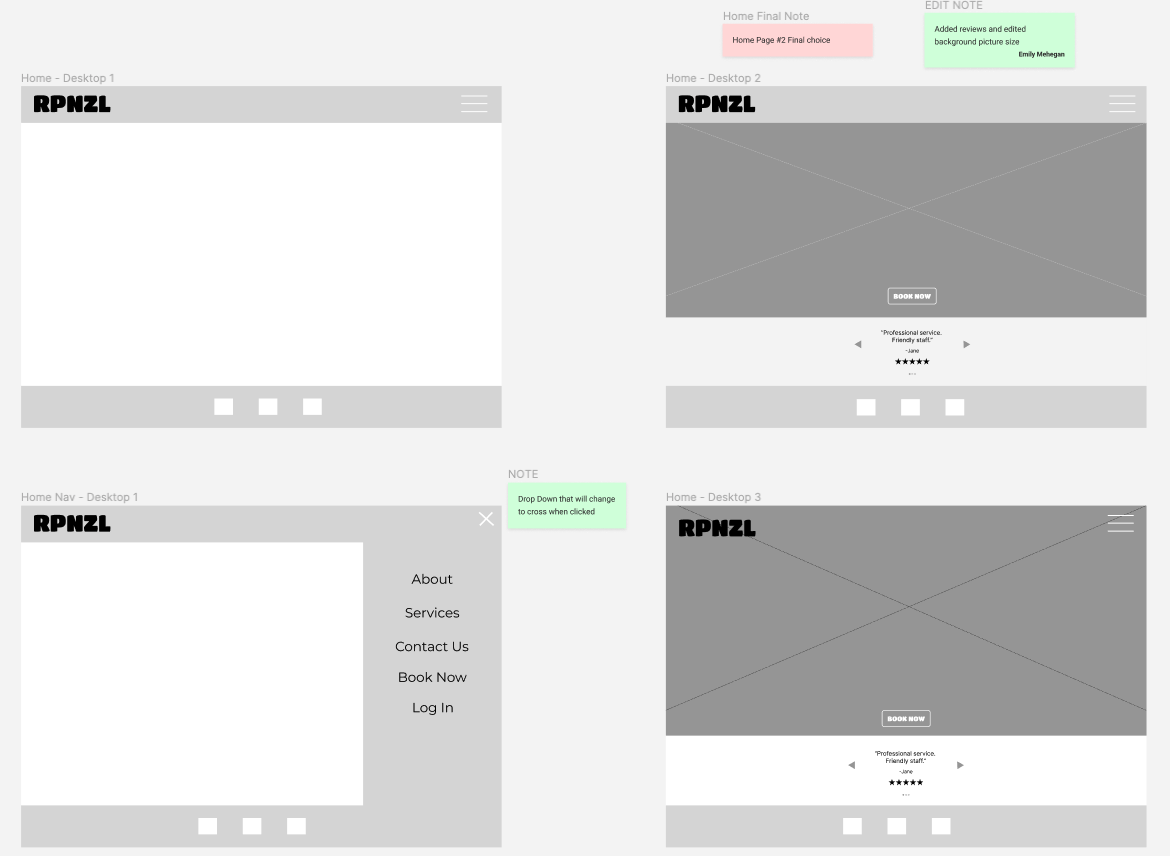 Home Final Note
Home Page #2 Final choice
EDIT NOTE
Added reviews and edited
background picture size
Emily Mehegan
Home - Desktop 1
RPNZL
Home - Desktop 2
RPNZL
BOOK NOW
"Professional service.
Friendly staff."
-Jane
★★★★★
Home Nav - Desktop 1
RPNZL
About
Services
Contact Us
Book Now
Log In
NOTE
Drop Down that will change
to cross when clicked
Home - Desktop 3
RPNZL
BOOK NOW
"Professional service.
Friendly staff."
-Jane
★★★★★